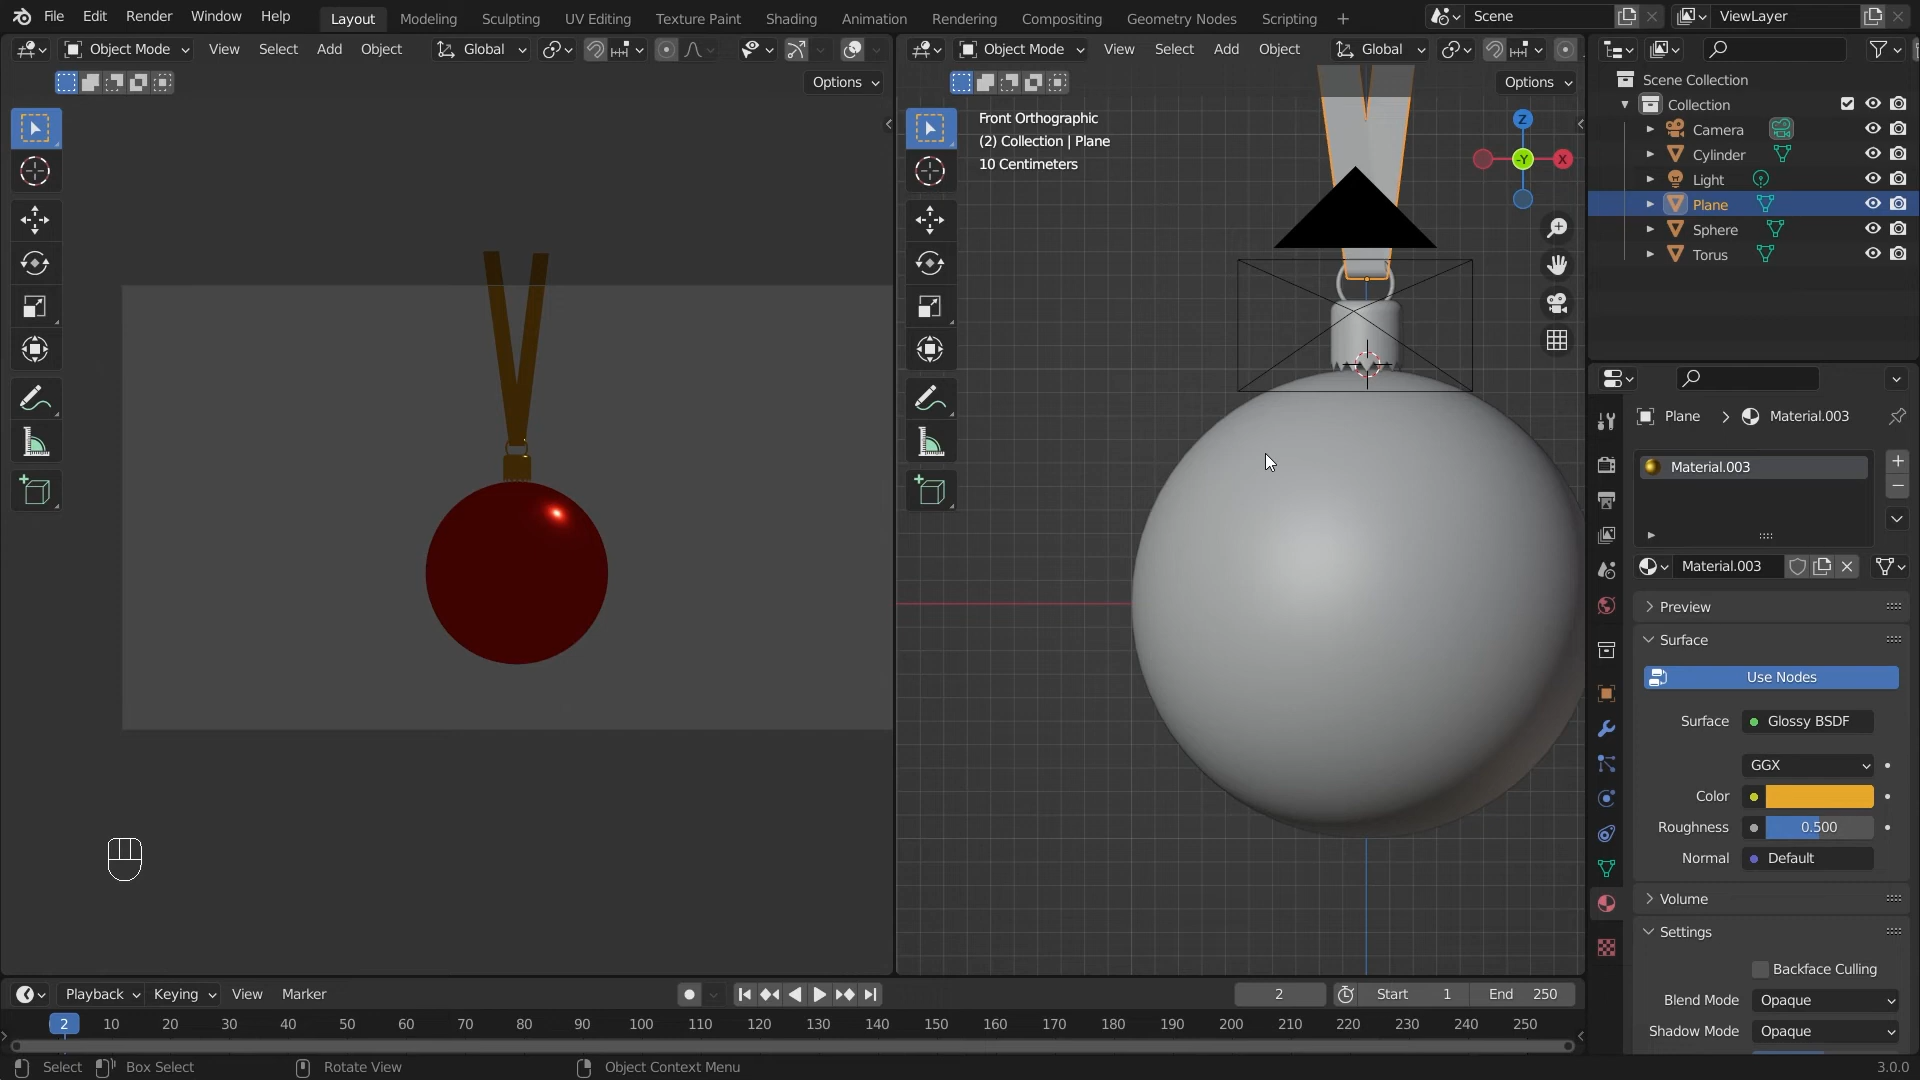 File Edit Render Window Help Layout Modeling Sculpting UV Editing Texture Paint Shading Animation Rendering Compositing Geometry Nodes Scripting + Scene ViewLayer
Object Mode View Select Add Object Global
Options
Object Mode View Select Add Object Global
Options
Front Orthographic
(2) Collection | Plane
10 Centimeters
Z
-Y
X
Scene Collection
Collection
Camera
Cylinder
Light
Plane
Sphere
Torus
Plane > Material.003
Material.003
Material.003
Preview
Surface
Use Nodes
Surface Glossy BSDF
GGX
Color
Roughness 0.500
Normal Default
Volume
Settings
Backface Culling
Blend Mode Opaque
Shadow Mode Opaque
Playback Keying View Marker 2 Start 1 End 250
2 10 20 30 40 50 60 70 80 90 100 110 120 130 140 150 160 170 180 190 200 210 220 230 240 250
Select Box Select Rotate View Object Context Menu 3.0.0